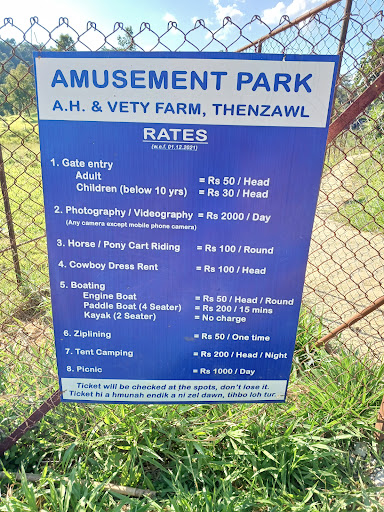 AMUSEMENT PARK
A.H. & VETY FARM, THENZAWL
RATES
(w.e.f. 01.12.2021)
1. Gate entry
Adult = Rs 50 / Head
Children (below 10 yrs) = Rs 30 / Head
2. Photography / Videography = Rs 2000 / Day
(Any camera except mobile phone camera)
3. Horse / Pony Cart Riding = Rs 100 / Round
4. Cowboy Dress Rent = Rs 100 / Head
5. Boating
Engine Boat = Rs 50 / Head / Round
Paddle Boat (4 Seater) = Rs 200 / 15 mins
Kayak (2 Seater) = No charge
6. Ziplining = Rs 50 / One time
7. Tent Camping = Rs 200 / Head / Night
8. Picnic = Rs 1000 / Day
Ticket will be checked at the spots, don't lose it.
Ticket hi a hmunah endik a ni zel dawn, tihbo loh tur.